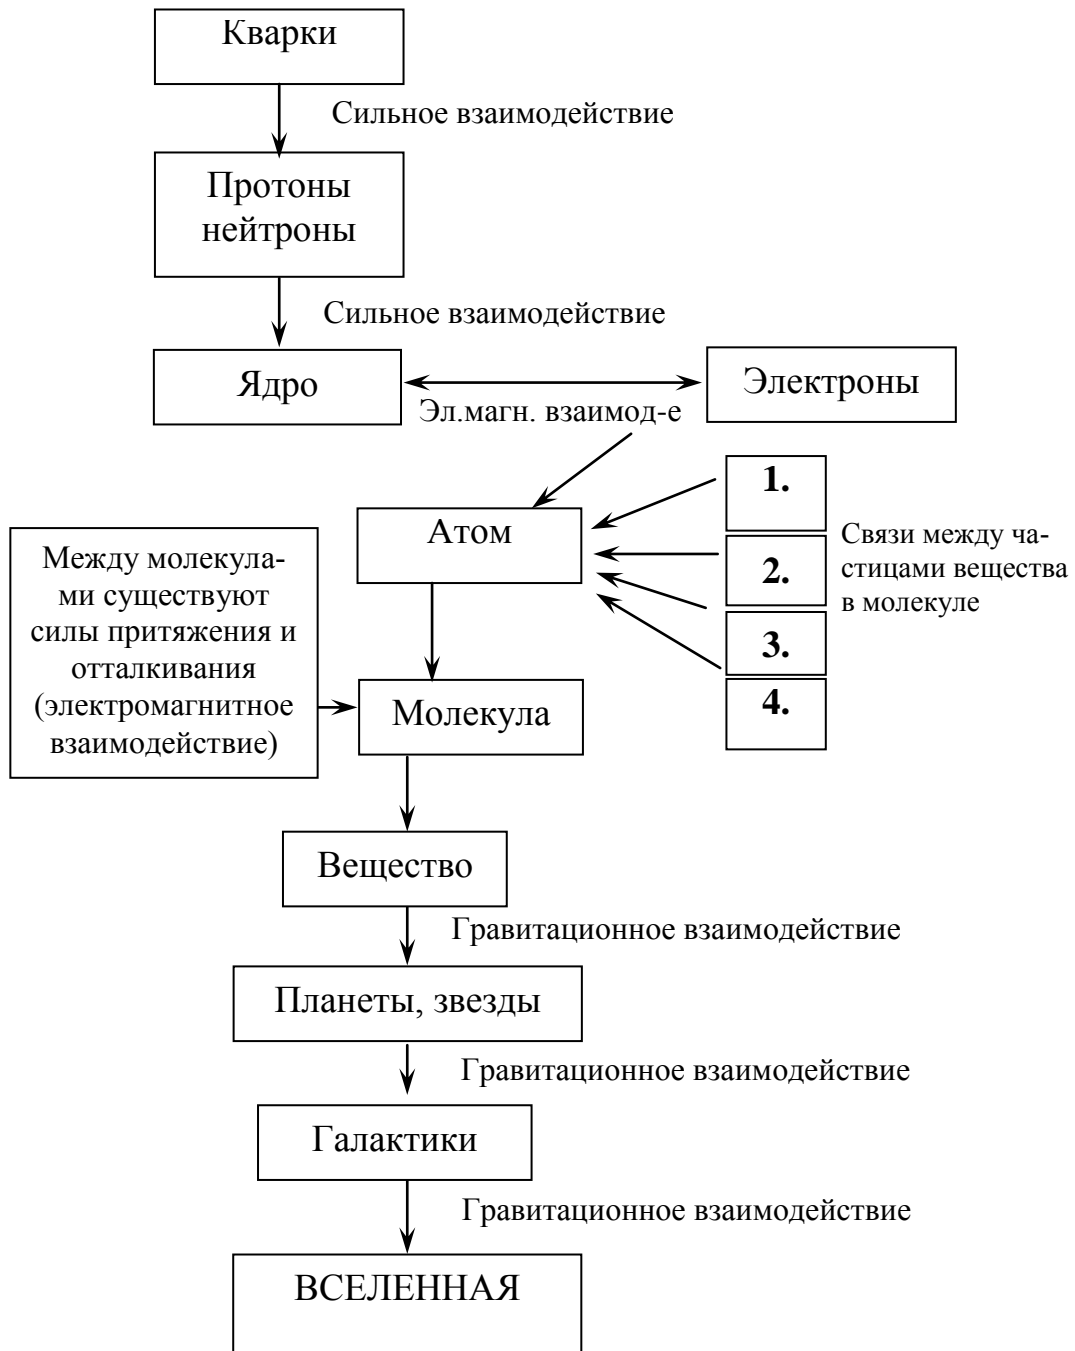 Кварки
Сильное взаимодействие
Протоны
нейтроны
Сильное взаимодействие
Ядро
Электроны
Эл.магн. взаимод-е
Атом
1.
2.
3.
4.
Связи между ча-
стицами вещества
в молекуле
Между молекула-
ми существуют
силы притяжения и
отталкивания
(электромагнитное
взаимодействие)
Молекула
Вещество
Гравитационное взаимодействие
Планеты, звезды
Гравитационное взаимодействие
Галактики
Гравитационное взаимодействие
ВСЕЛЕННАЯ